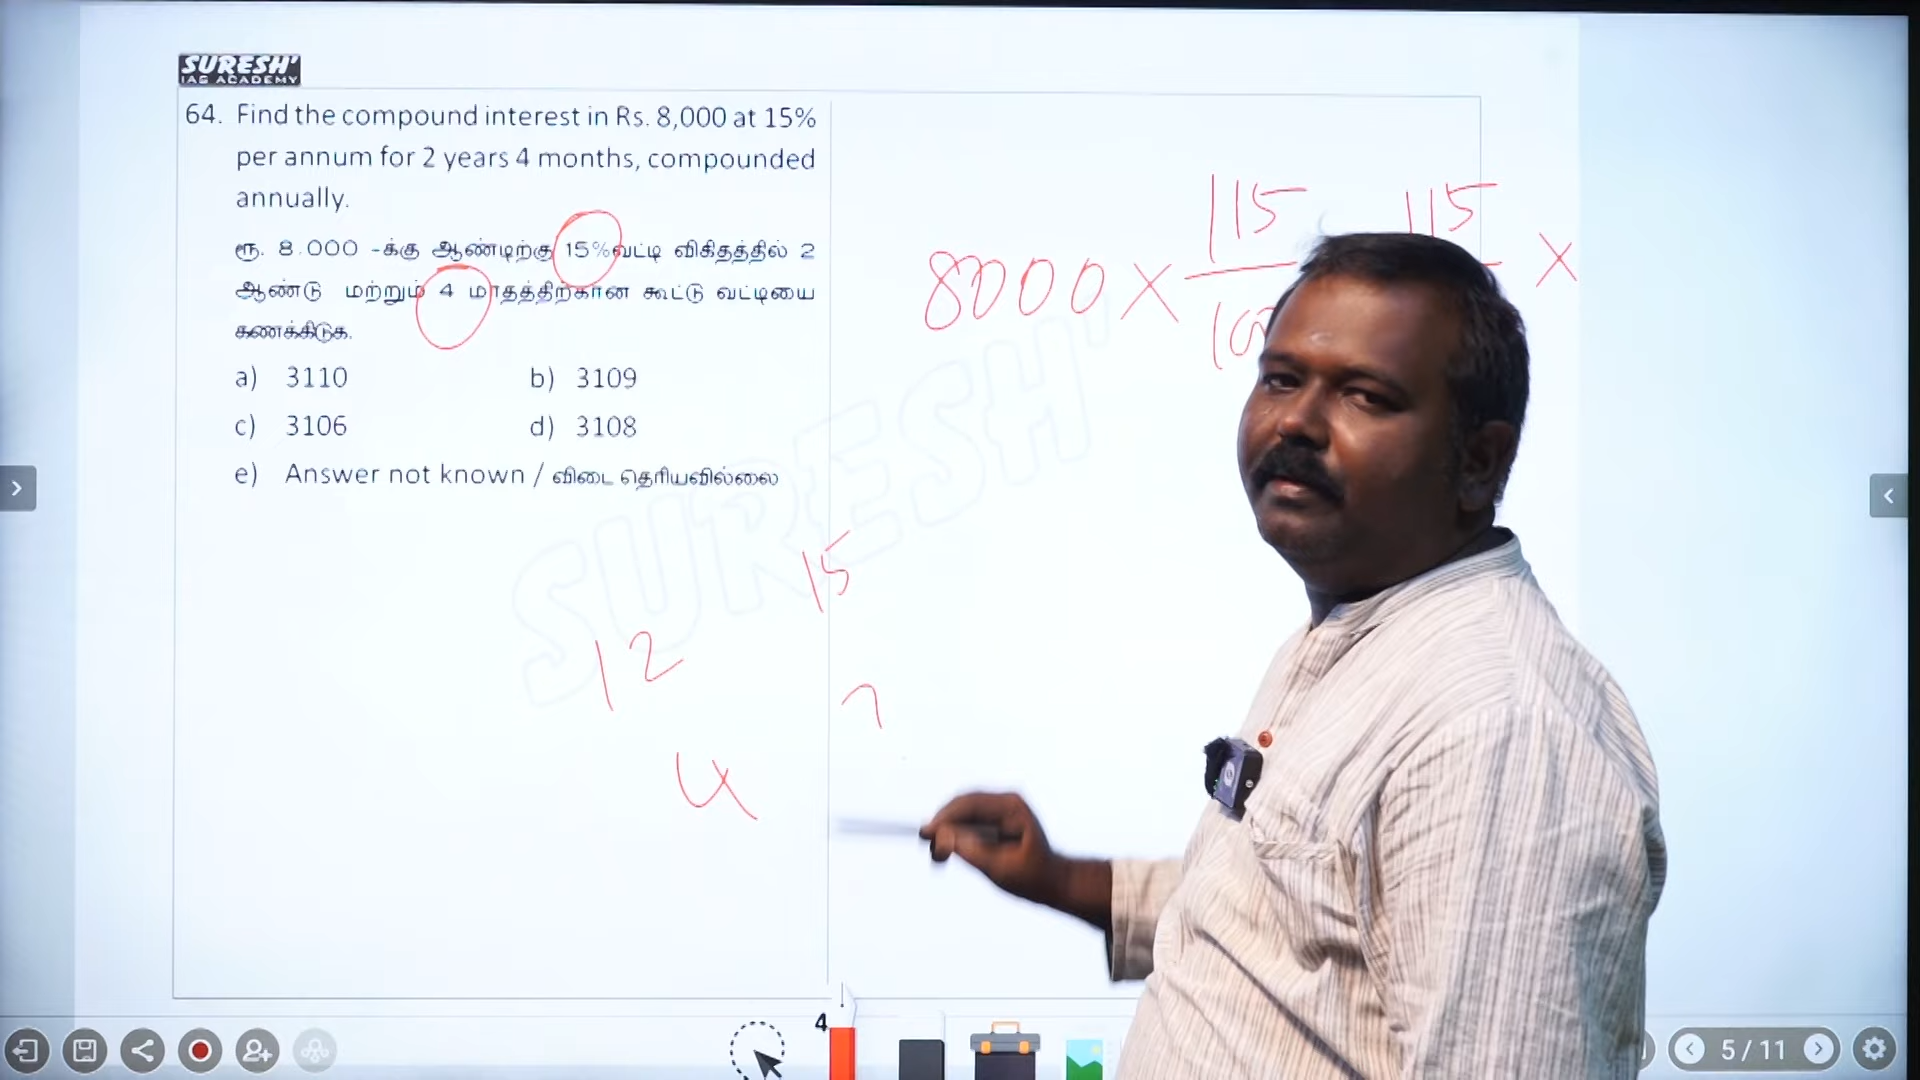 SURESH'
IAS ACADEMY
64. Find the compound interest in Rs. 8,000 at 15%
per annum for 2 years 4 months, compounded
annually.
ரூ. 8.000 -க்கு ஆண்டிற்கு 15% வட்டி விகிதத்தில் 2
ஆண்டு மற்றும் 4 மாதத்திற்கான கூட்டு வட்டியை
கணக்கிடுக.
a) 3110 b) 3109
c) 3106 d) 3108
e) Answer not known / விடை தெரியவில்லை
115 115
8000 × ×
15
12
?
4
SURESH'
4
5 / 11